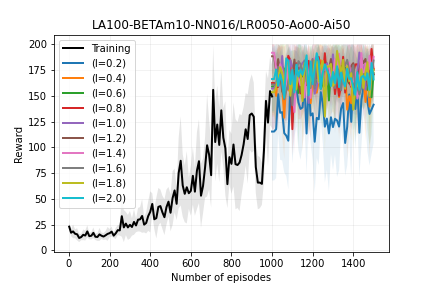 LA100-BETAm10-NN016/LR0050-Ao00-Ai50
Reward
200
175
150
125
100
75
50
25
0
Training
(l=0.2)
(l=0.4)
(l=0.6)
(l=0.8)
(l=1.0)
(l=1.2)
(l=1.4)
(l=1.6)
(l=1.8)
(l=2.0)
0 200 400 600 800 1000 1200 1400
Number of episodes